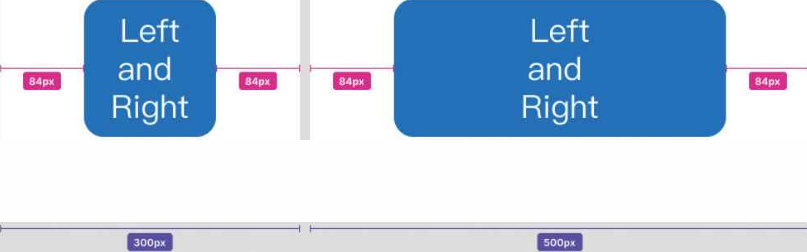 Left
and
Right
84px
84px
Left
and
Right
84px
84px
300px
500px